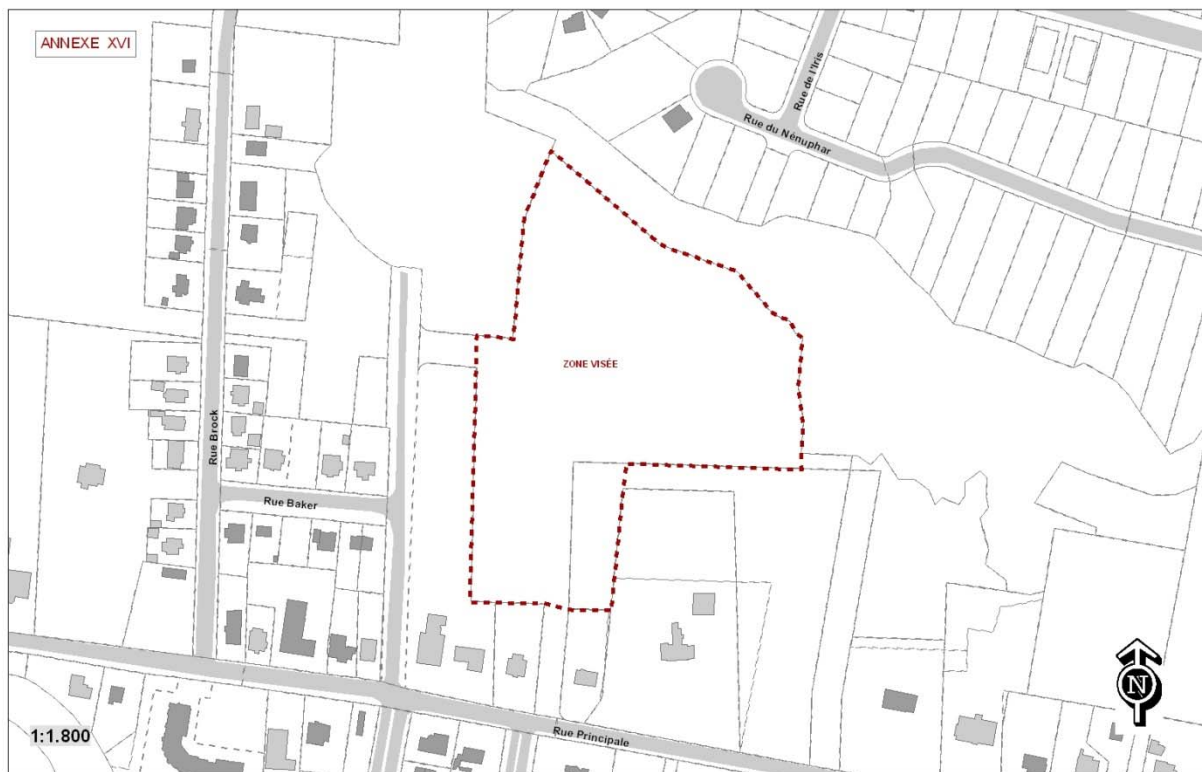 ANNEXE XVI
Rue de l'Iris
Rue du Nénuphar
ZONE VISÉE
Rue Brock
Rue Baker
N
Rue Principale
1:1.800